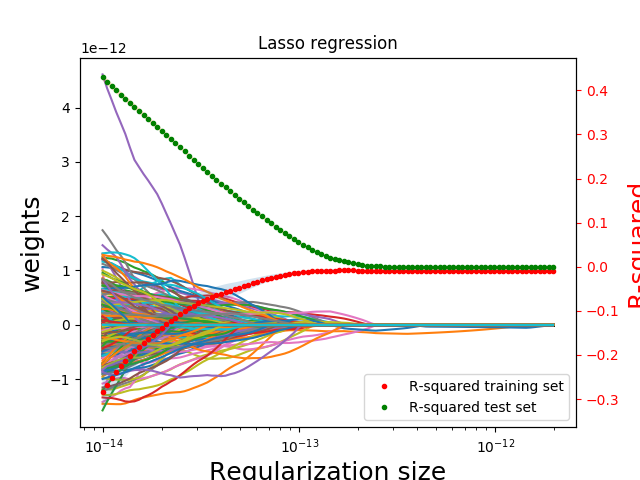 Lasso regression
1e−12
4
3
2
1
0
−1
weights
0.4
0.3
0.2
0.1
0.0
−0.1
−0.2
−0.3
R-squared
R-squared training set
R-squared test set
10⁻¹⁴
10⁻¹³
10⁻¹²
Regularization size